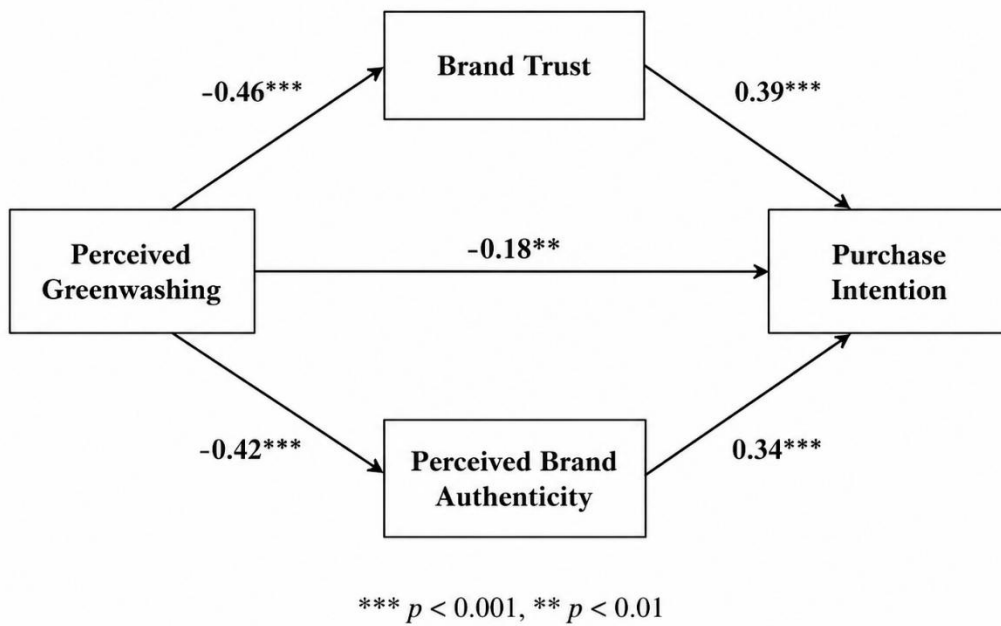 Brand Trust
-0.46***
0.39***
Perceived
Greenwashing
-0.18**
Purchase
Intention
-0.42***
Perceived Brand
Authenticity
0.34***
*** p < 0.001, ** p < 0.01